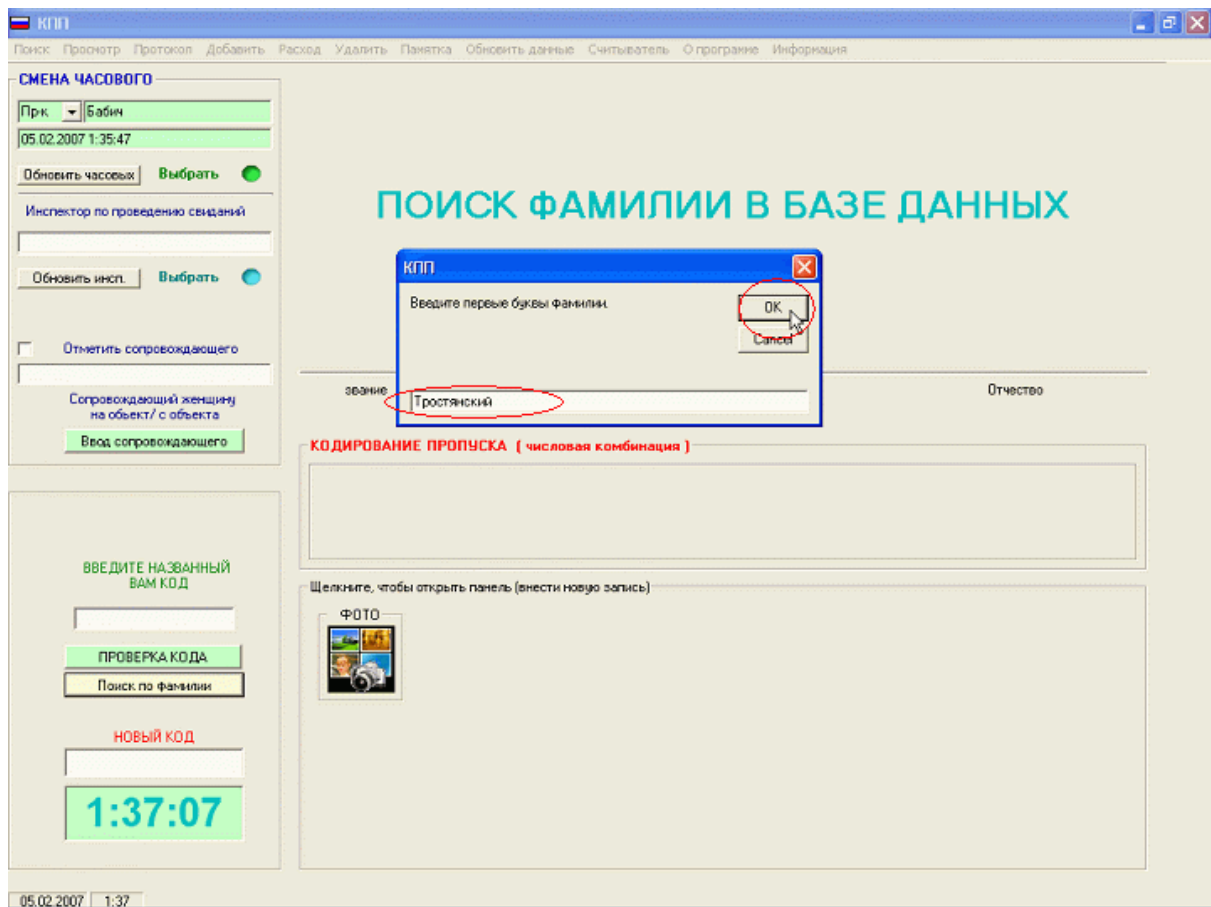 КПП
Поиск Просмотр Протокол Добавить Расход Удалить Памятка Обновить данные Считыватель О программе Информация
СМЕНА ЧАСОВОГО
Пр-к Бабич
05.02.2007 1:35:47
Обновить часовых Выбрать
Инспектор по проведению свиданий
Обновить инсп. Выбрать
Отметить сопровождающего
Сопровождающий женщину
на объект/ с объекта
Ввод сопровождающего
ВВЕДИТЕ НАЗВАННЫЙ
ВАМ КОД
ПРОВЕРКА КОДА
Поиск по фамилии
НОВЫЙ КОД
1:37:07
ПОИСК ФАМИЛИИ В БАЗЕ ДАННЫХ
КПП
Введите первые буквы фамилии.
OK
Cancel
Тростянский
звание Отчество
КОДИРОВАНИЕ ПРОПУСКА ( числовая комбинация )
Щелкните, чтобы открыть панель (внести новую запись)
ФОТО
05.02.2007 1:37